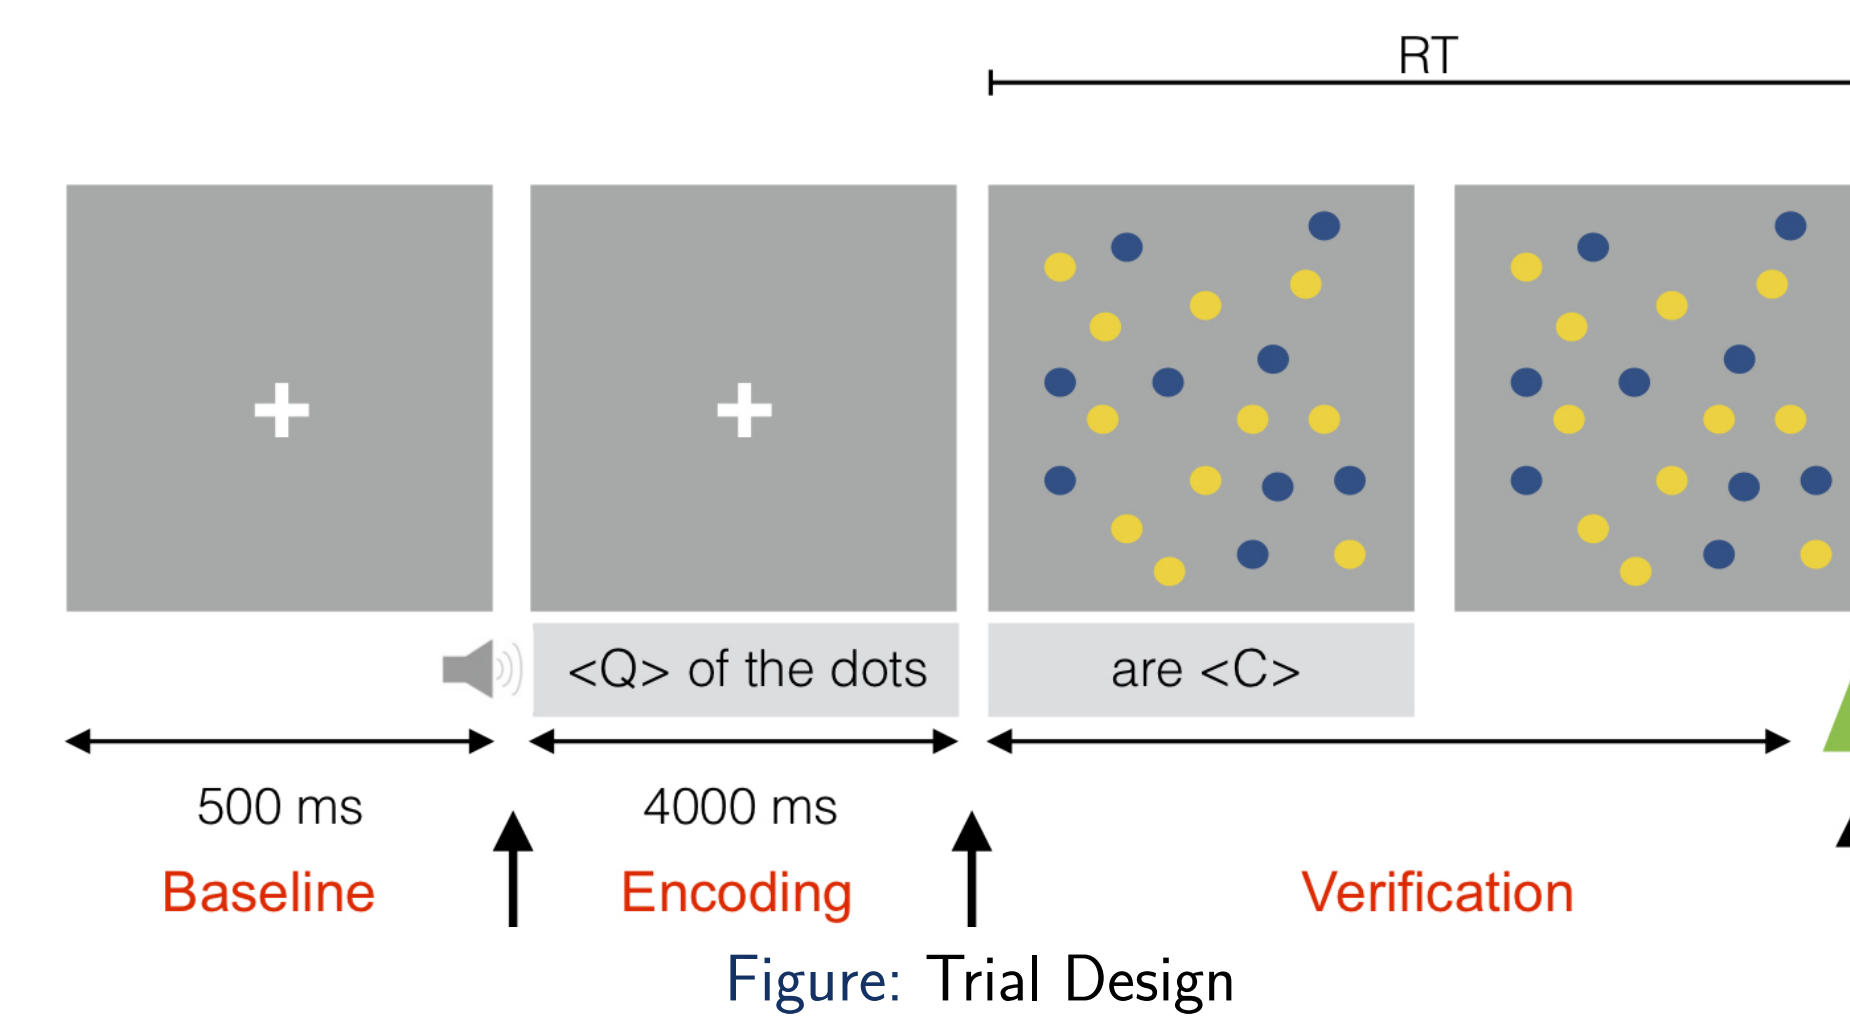 RT
<Q> of the dots
are <C>
500 ms
4000 ms
Baseline
Encoding
Verification
Figure: Trial Design